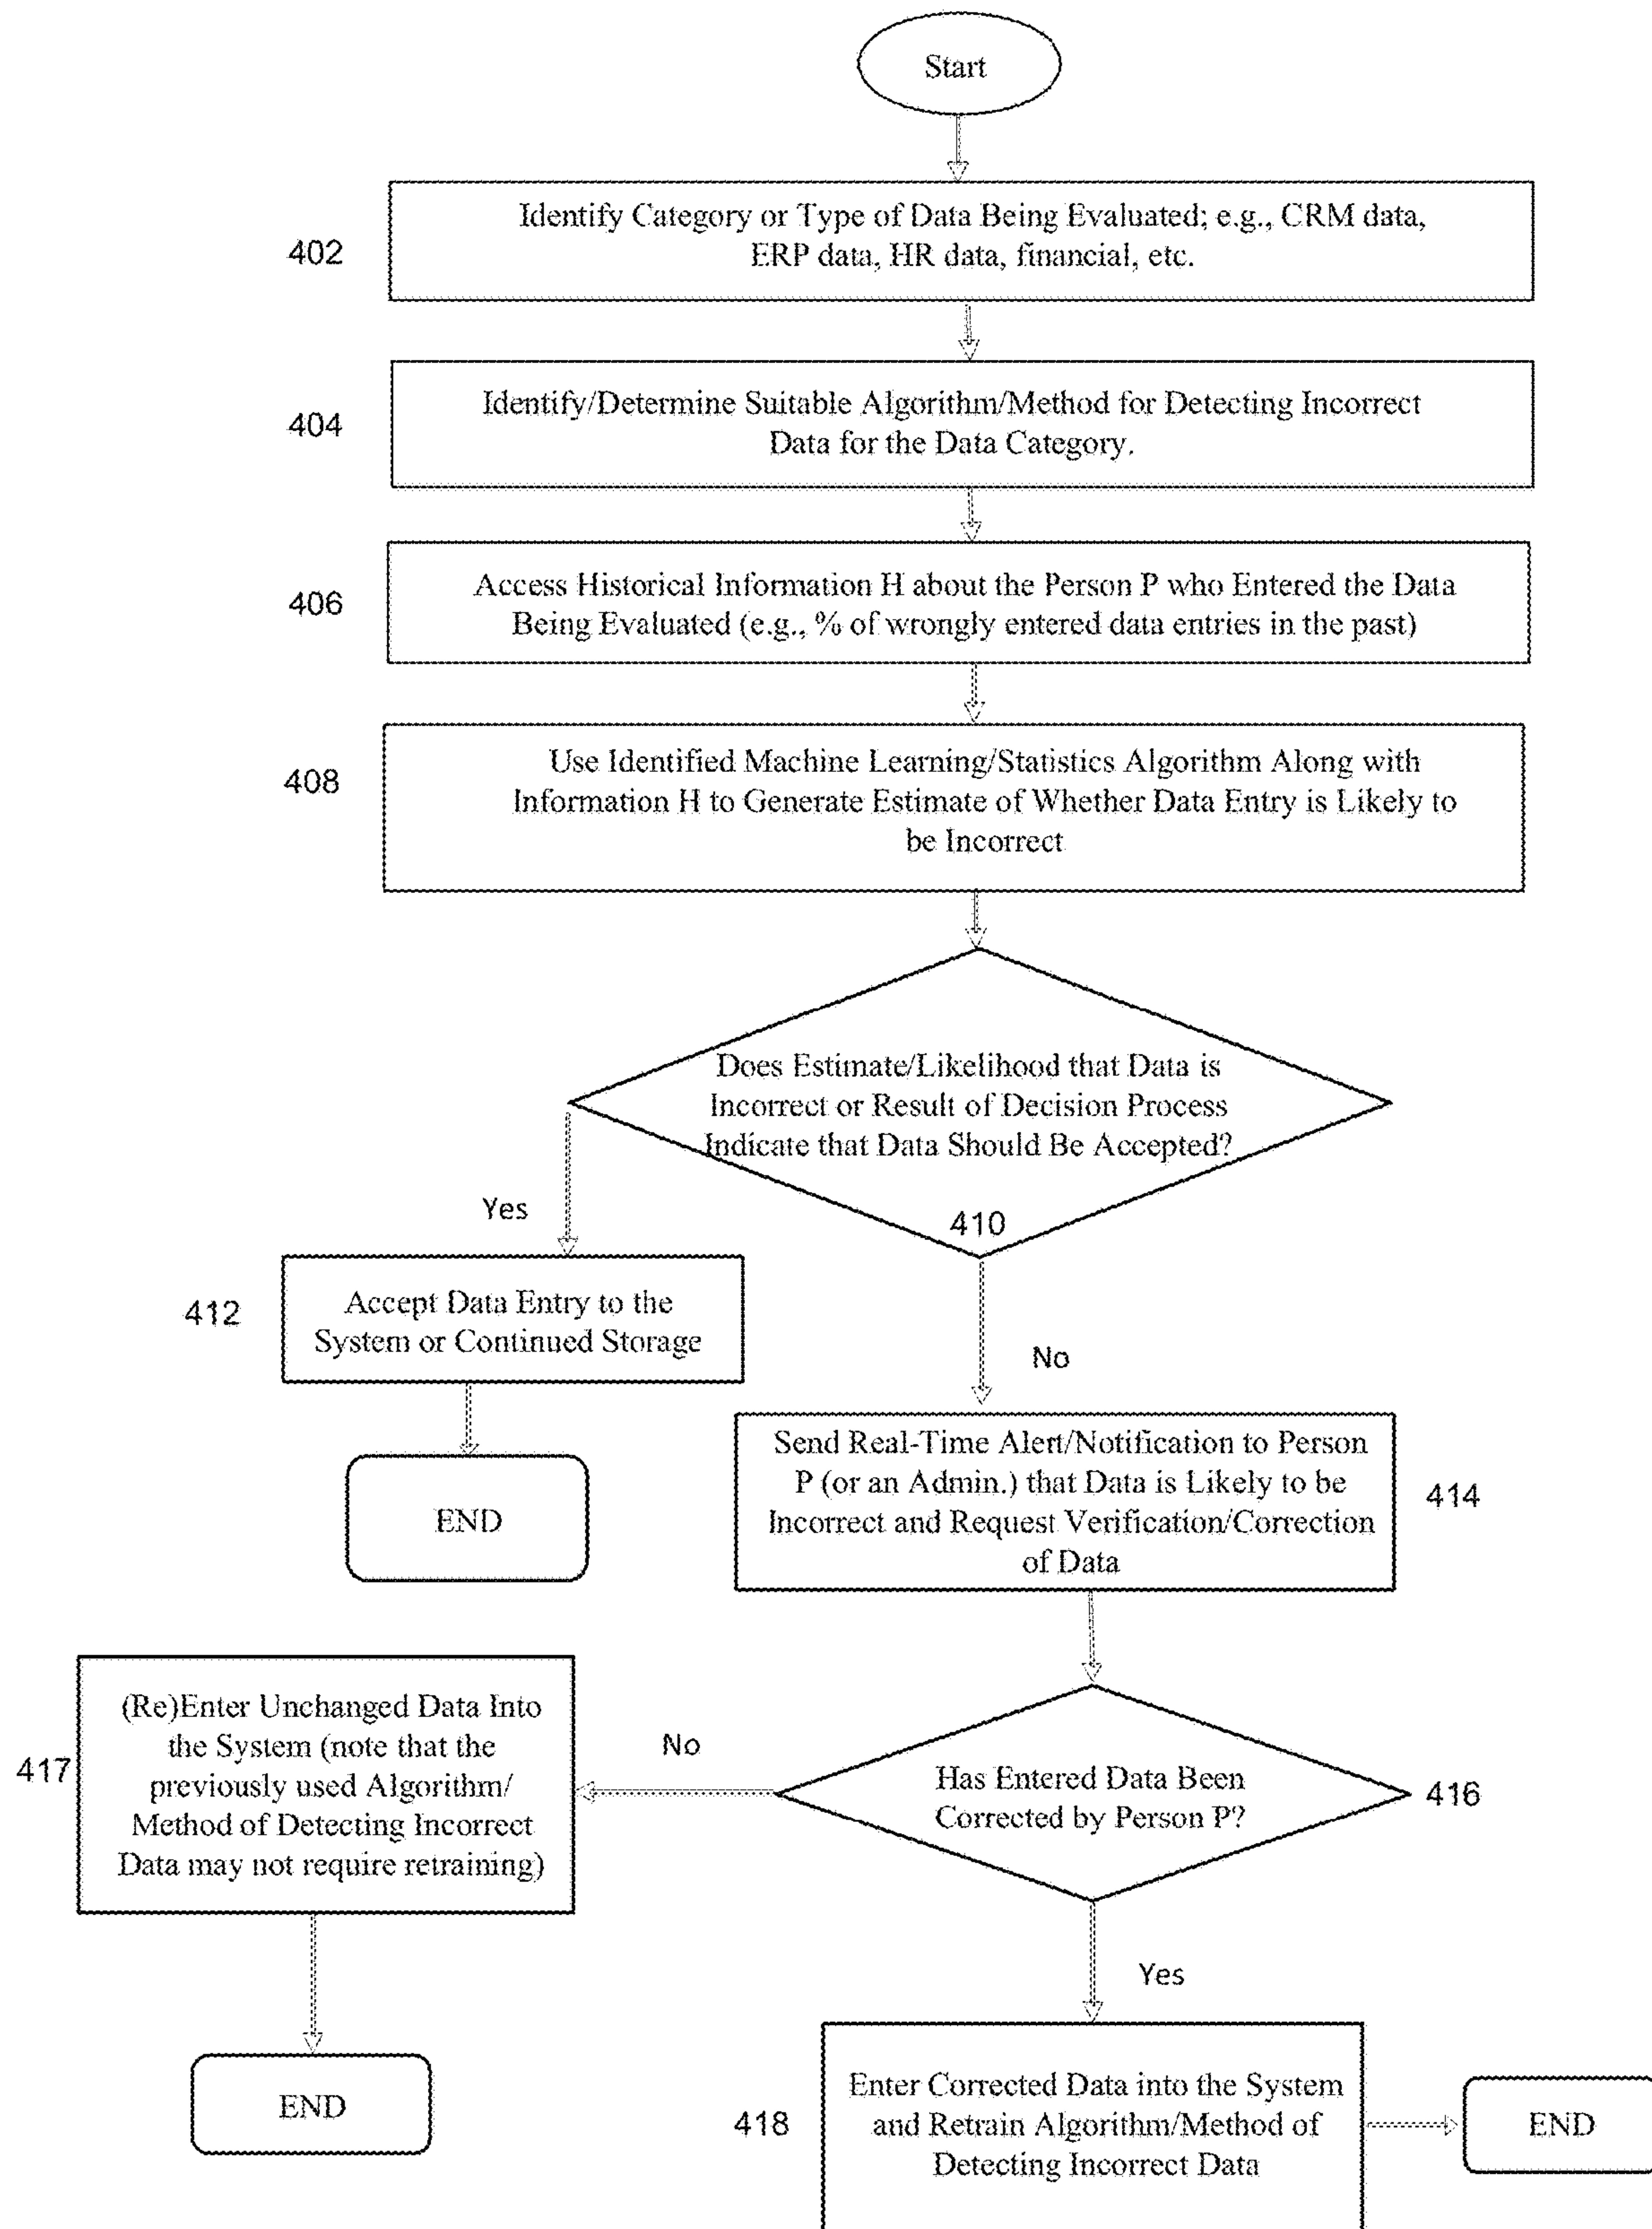 Start
Identify Category or Type of Data Being Evaluated; e.g., CRM data,
ERP data, HR data, financial, etc.
402
Identify/Determine Suitable Algorithm/Method for Detecting Incorrect
Data for the Data Category.
404
Access Historical Information H about the Person P who Entered the Data
Being Evaluated (e.g., % of wrongly entered data entries in the past)
406
Use Identified Machine Learning/Statistics Algorithm Along with
Information H to Generate Estimate of Whether Data Entry is Likely to
be Incorrect
408
Does Estimate/Likelihood that Data is
Incorrect or Result of Decision Process
Indicate that Data Should Be Accepted?
410
Yes
412
Accept Data Entry to the
System or Continued Storage
END
No
Send Real-Time Alert/Notification to Person
P (or an Admin.) that Data is Likely to be
Incorrect and Request Verification/Correction
of Data
414
Has Entered Data Been
Corrected by Person P?
416
No
417
(Re)Enter Unchanged Data Into
the System (note that the
previously used Algorithm/
Method of Detecting Incorrect
Data may not require retraining)
END
Yes
418
Enter Corrected Data into the System
and Retrain Algorithm/Method of
Detecting Incorrect Data
END